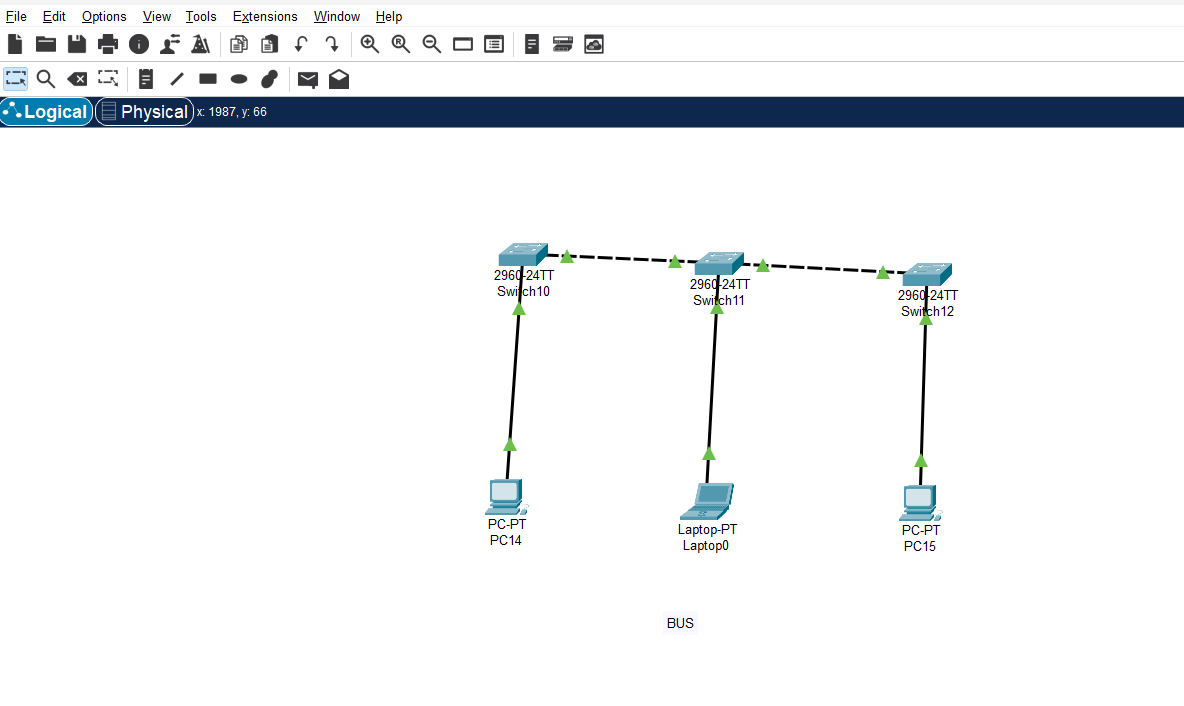 File Edit Options View Tools Extensions Window Help
Logical Physical x: 1987, y: 66
2960-24TT
Switch10
2960-24TT
Switch11
2960-24TT
Switch12
PC-PT
PC14
Laptop-PT
Laptop0
PC-PT
PC15
BUS